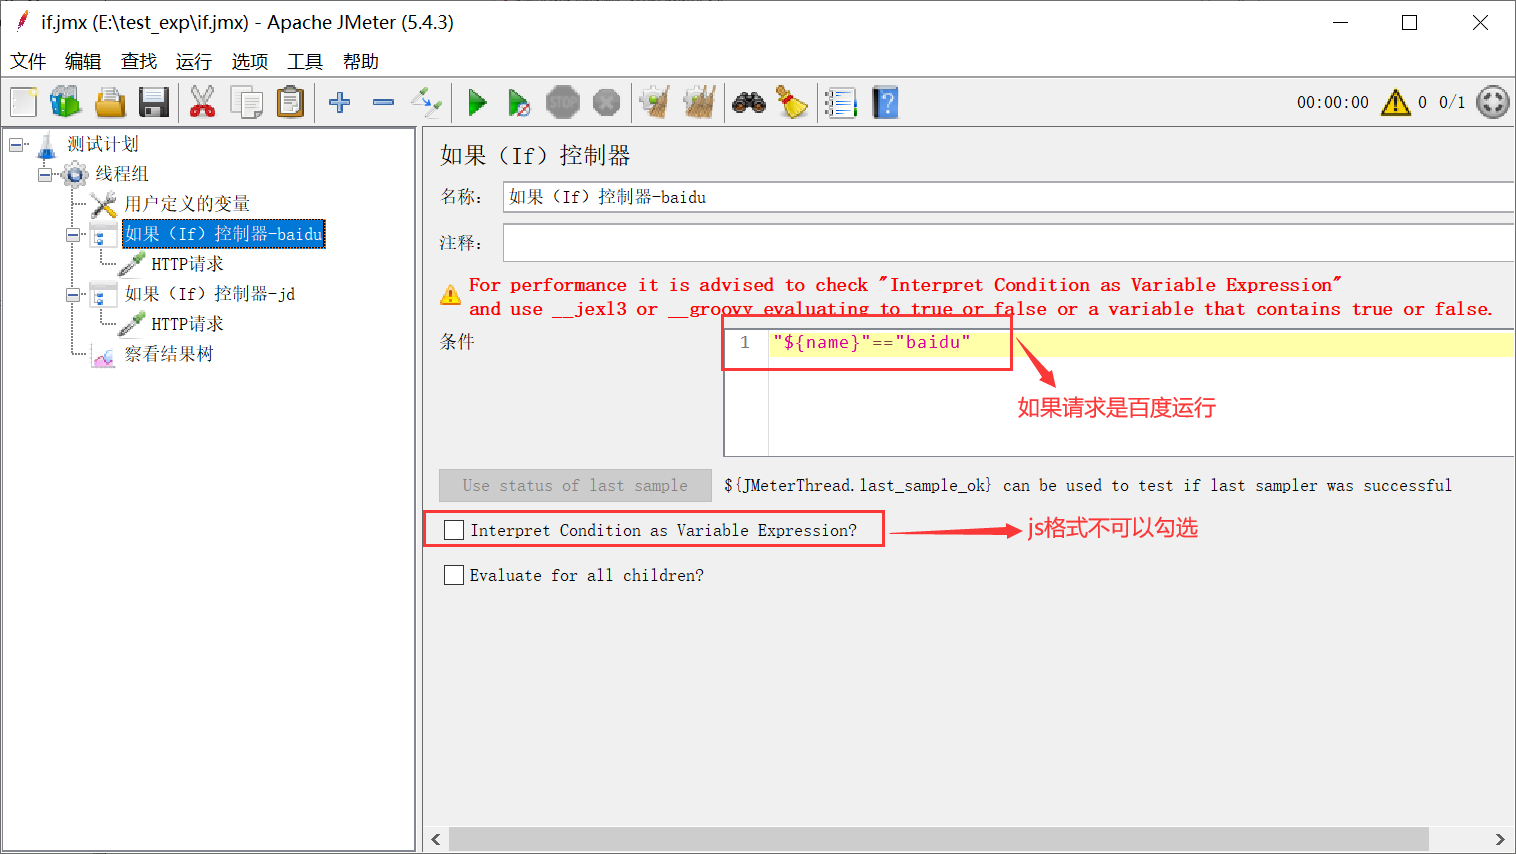 if.jmx (E:\test_exp\if.jmx) - Apache JMeter (5.4.3)
文件 编辑 查找 运行 选项 工具 帮助
STOP
?
00:00:00 0 0/1
测试计划
线程组
用户定义的变量
如果（If）控制器-baidu
HTTP请求
如果（If）控制器-jd
HTTP请求
察看结果树
如果（If）控制器
名称： 如果（If）控制器-baidu
注释：
For performance it is advised to check "Interpret Condition as Variable Expression"
and use __jexl3 or __groovy evaluating to true or false or a variable that contains true or false.
条件
1 "${name}"=="baidu"
如果请求是百度运行
Use status of last sample ${JMeterThread.last_sample_ok} can be used to test if last sampler was successful
Interpret Condition as Variable Expression?
js格式不可以勾选
Evaluate for all children?